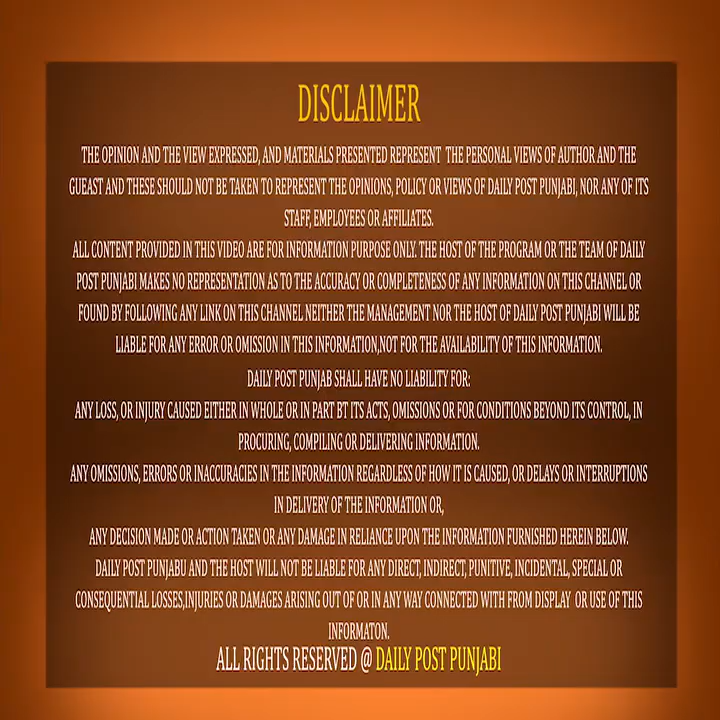 DISCLAIMER
THE OPINION AND THE VIEW EXPRESSED, AND MATERIALS PRESENTED REPRESENT THE PERSONAL VIEWS OF AUTHOR AND THE
GUEAST AND THESE SHOULD NOT BE TAKEN TO REPRESENT THE OPINIONS, POLICY OR VIEWS OF DAILY POST PUNJABI, NOR ANY OF ITS
STAFF, EMPLOYEES OR AFFILIATES.
ALL CONTENT PROVIDED IN THIS VIDEO ARE FOR INFORMATION PURPOSE ONLY. THE HOST OF THE PROGRAM OR THE TEAM OF DAILY
POST PUNJABI MAKES NO REPRESENTATION AS TO THE ACCURACY OR COMPLETENESS OF ANY INFORMATION ON THIS CHANNEL OR
FOUND BY FOLLOWING ANY LINK ON THIS CHANNEL NEITHER THE MANAGEMENT NOR THE HOST OF DAILY POST PUNJABI WILL BE
LIABLE FOR ANY ERROR OR OMISSION IN THIS INFORMATION,NOT FOR THE AVAILABILITY OF THIS INFORMATION.
DAILY POST PUNJAB SHALL HAVE NO LIABILITY FOR:
ANY LOSS, OR INJURY CAUSED EITHER IN WHOLE OR IN PART BT ITS ACTS, OMISSIONS OR FOR CONDITIONS BEYOND ITS CONTROL, IN
PROCURING, COMPILING OR DELIVERING INFORMATION.
ANY OMISSIONS, ERRORS OR INACCURACIES IN THE INFORMATION REGARDLESS OF HOW IT IS CAUSED, OR DELAYS OR INTERRUPTIONS
IN DELIVERY OF THE INFORMATION OR,
ANY DECISION MADE OR ACTION TAKEN OR ANY DAMAGE IN RELIANCE UPON THE INFORMATION FURNISHED HEREIN BELOW.
DAILY POST PUNJABU AND THE HOST WILL NOT BE LIABLE FOR ANY DIRECT, INDIRECT, PUNITIVE, INCIDENTAL, SPECIAL OR
CONSEQUENTIAL LOSSES,INJURIES OR DAMAGES ARISING OUT OF OR IN ANY WAY CONNECTED WITH FROM DISPLAY OR USE OF THIS
INFORMATON.
ALL RIGHTS RESERVED @ DAILY POST PUNJABI